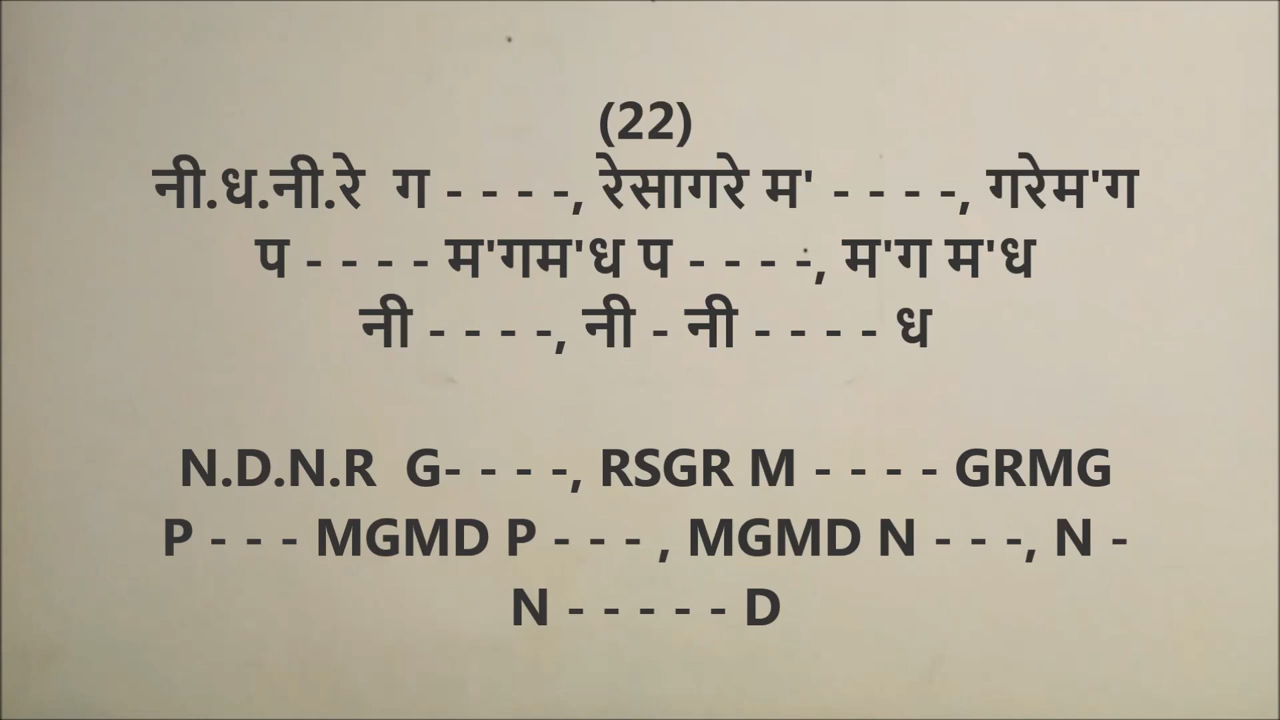 (22)
नी.ध.नी.रे ग - - - -, रेसागरे म' - - - -, गरेम'ग
प - - - - म'गम'ध प - - - -, म'ग म'ध
नी - - - -, नी - नी - - - - ध
N.D.N.R G- - - -, RSGR M - - - - GRMG
P - - - MGMD P - - - , MGMD N - - -, N -
N - - - - - D